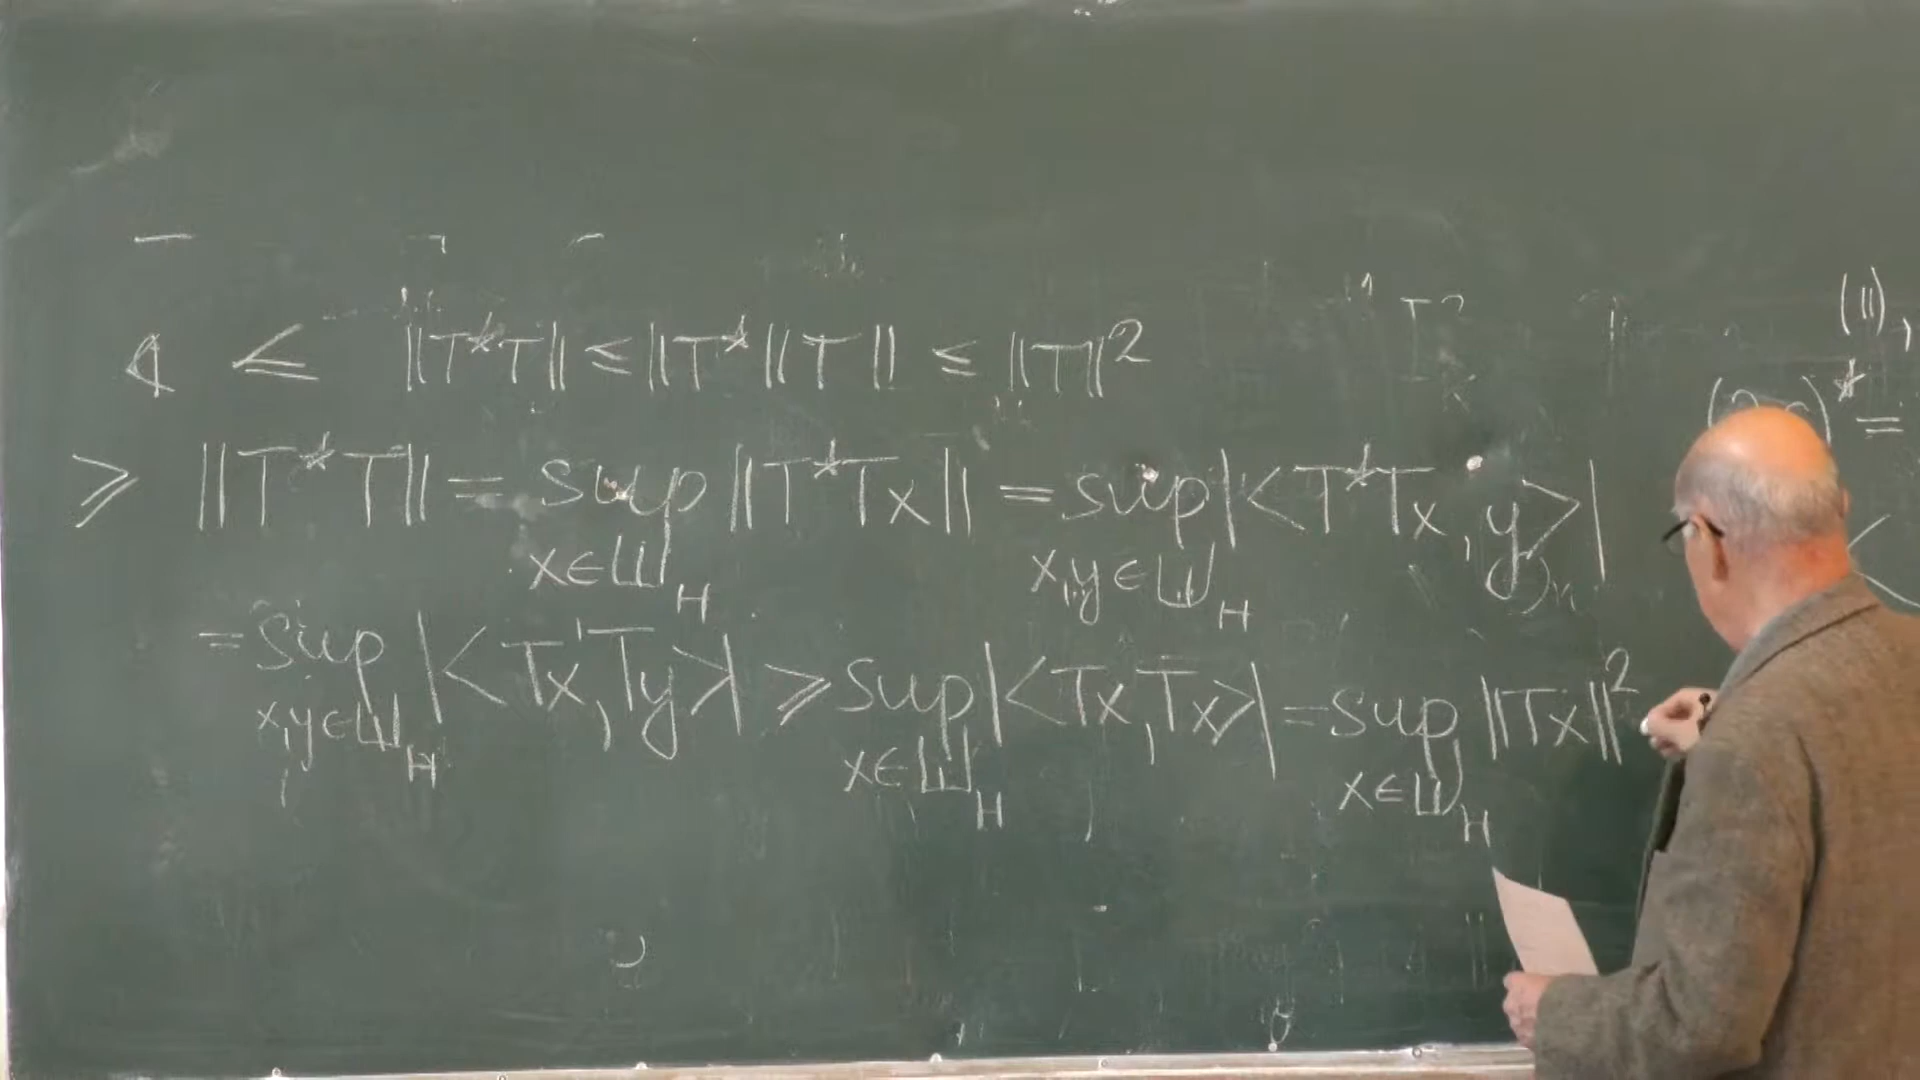 ≤ ‖T*T‖ ≤ ‖T*‖‖T‖ ≤ ‖T‖²
≥ ‖T*T‖ = sup x∈Ш_H ‖T*Tx‖ = sup x,y∈Ш_H |<T*Tx, y>|
= sup x,y∈Ш_H |<Tx, Ty>| ≥ sup x∈Ш_H |<Tx, Tx>| = sup x∈Ш_H ‖Tx‖²
(ii)
)* =